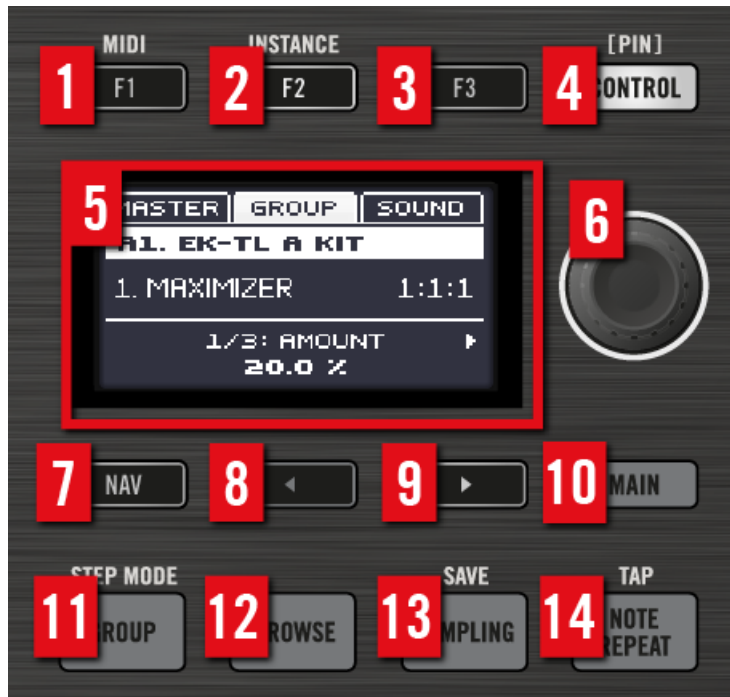 MIDI INSTANCE [PIN]
1 F1 2 F2 3 F3 4 CONTROL
5 MASTER GROUP SOUND
A1. EK-TL A KIT
6
1. MAXIMIZER 1:1:1
1/3: AMOUNT
20.0 %
7 NAV 8 9 10 MAIN
STEP MODE SAVE TAP
11 GROUP 12 BROWSE 13 SAMPLING 14 NOTE
REPEAT